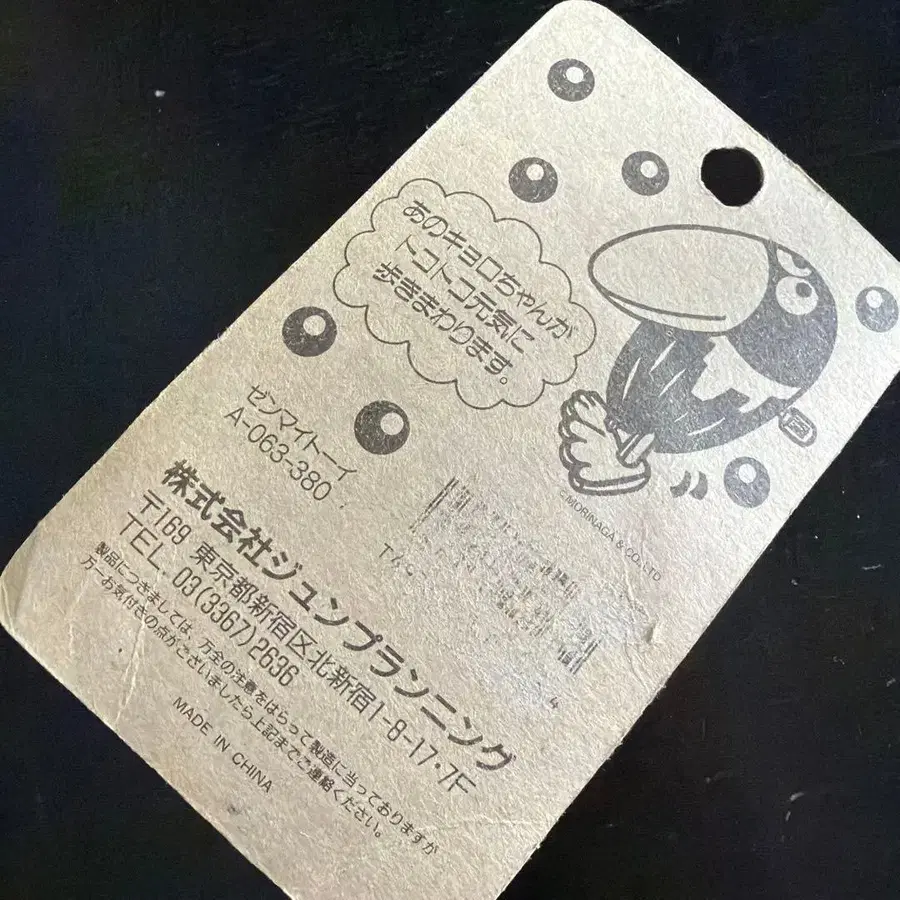 あのキョロちゃんが
トコトコ元気に
歩きまわります。
©MORINAGA & CO., LTD
ゼンマイトーイ
A-063-380
株式会社ジュンプランニング
〒169 東京都新宿区北新宿1-8-17・7F
TEL. 03(3367)2636
製品につきましては、万全の注意をはらって製造に当っておりますが
万一お気付きの点がございましたら上記までご連絡ください。
MADE IN CHINA